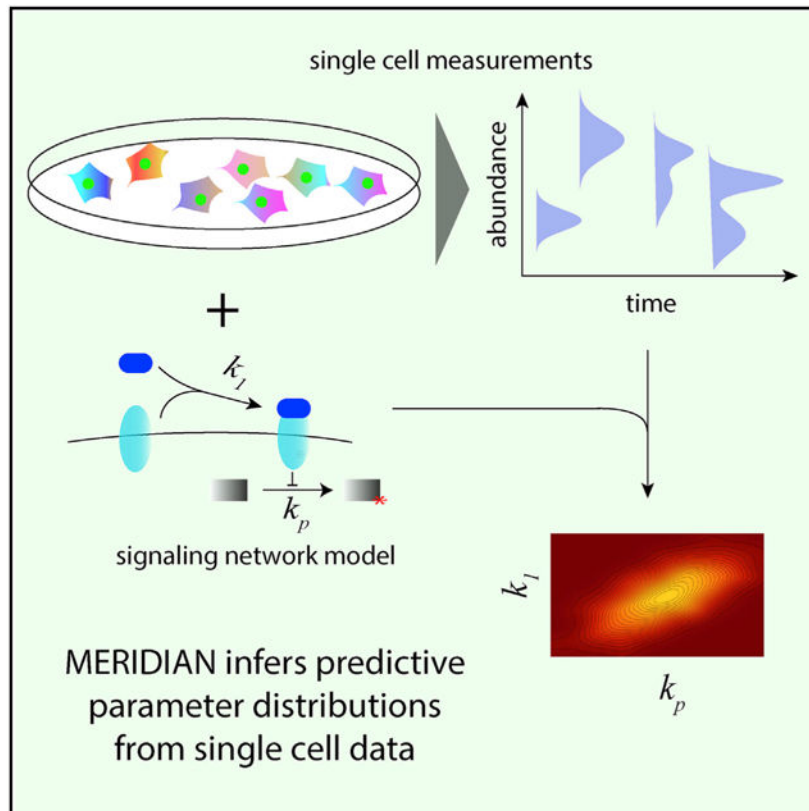 single cell measurements
abundance
time
+
k₁
kₚ
signaling network model
k₁
kₚ
MERIDIAN infers predictive
parameter distributions
from single cell data